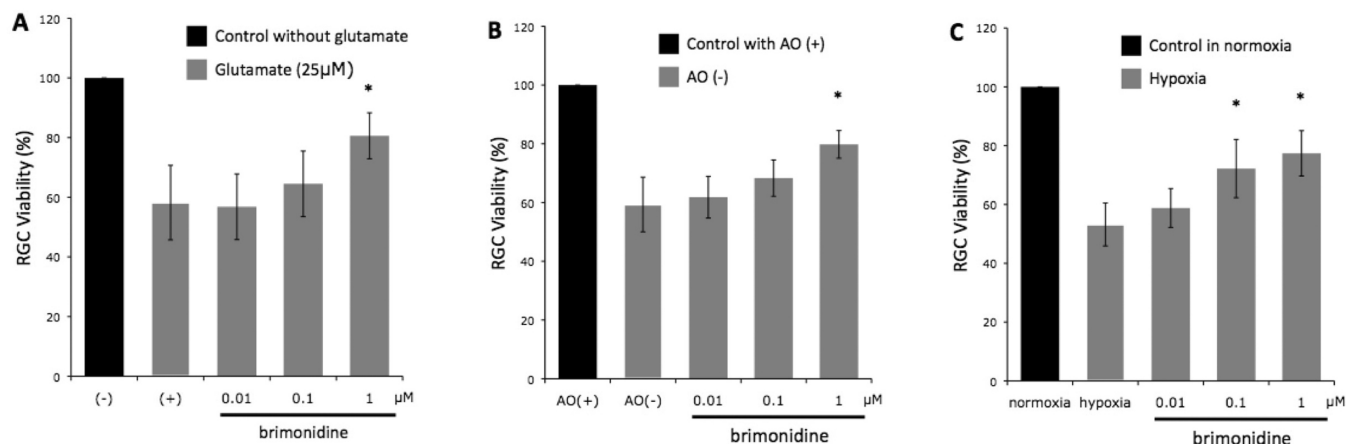 A
120
100
80
60
40
20
0
RGC Viability (%)
Control without glutamate
Glutamate (25μM)
*
(-) (+) 0.01 0.1 1 μM
brimonidine
B
120
100
80
60
40
20
0
RGC Viability (%)
Control with AO (+)
AO (-)
*
AO(+) AO(-) 0.01 0.1 1 μM
brimonidine
C
120
100
80
60
40
20
0
RGC Viability (%)
Control in normoxia
Hypoxia
* *
normoxia hypoxia 0.01 0.1 1 μM
brimonidine